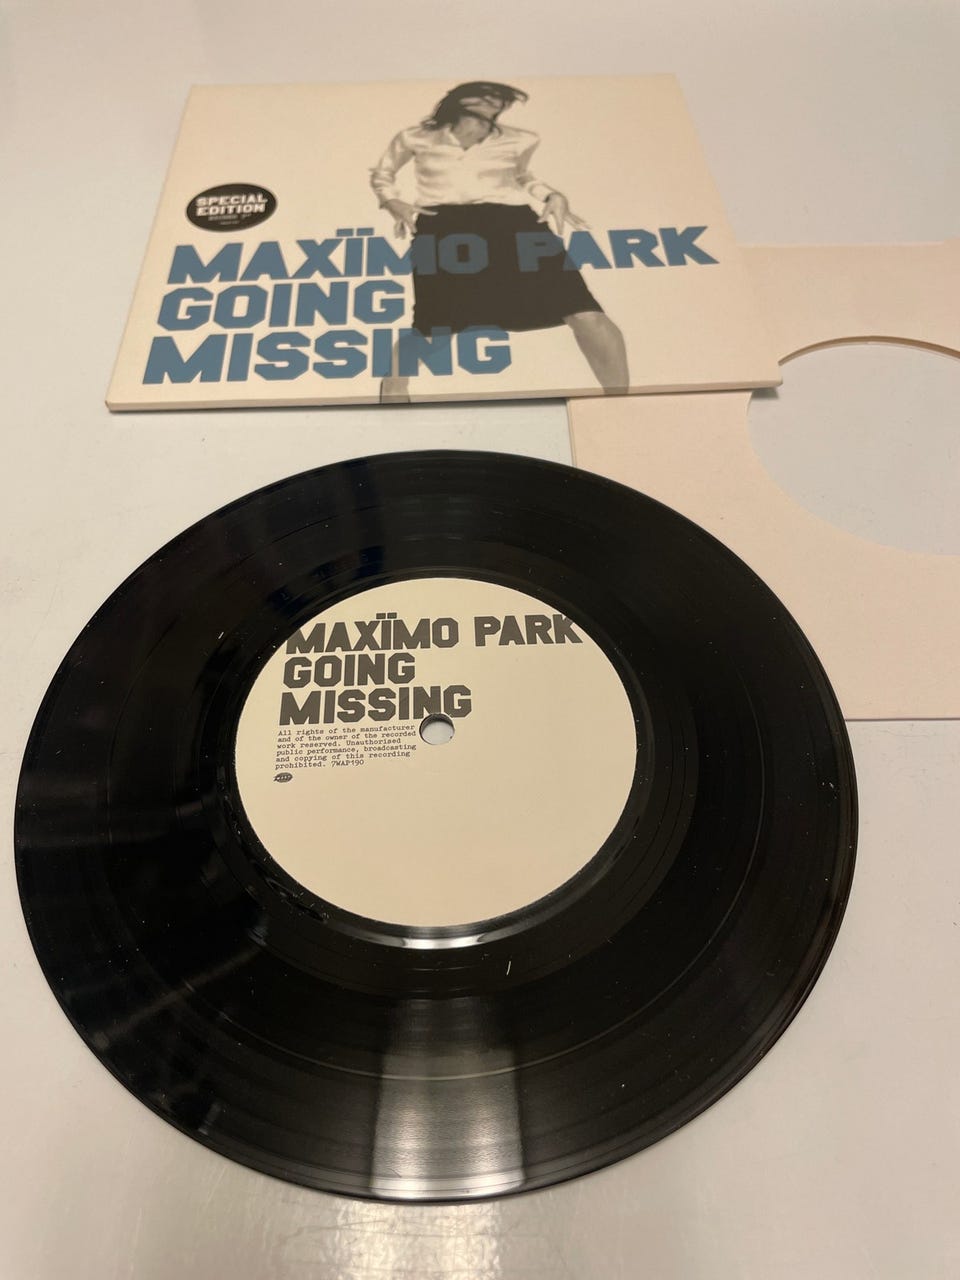 SPECIAL
EDITION
MAXÏMO PARK
GOING
MISSING
MAXÏMO PARK
GOING
MISSING
All rights of the manufacturer
and of the owner of the recorded
work reserved. Unauthorised
public performance, broadcasting
and copying of this recording
prohibited. 7WAP190